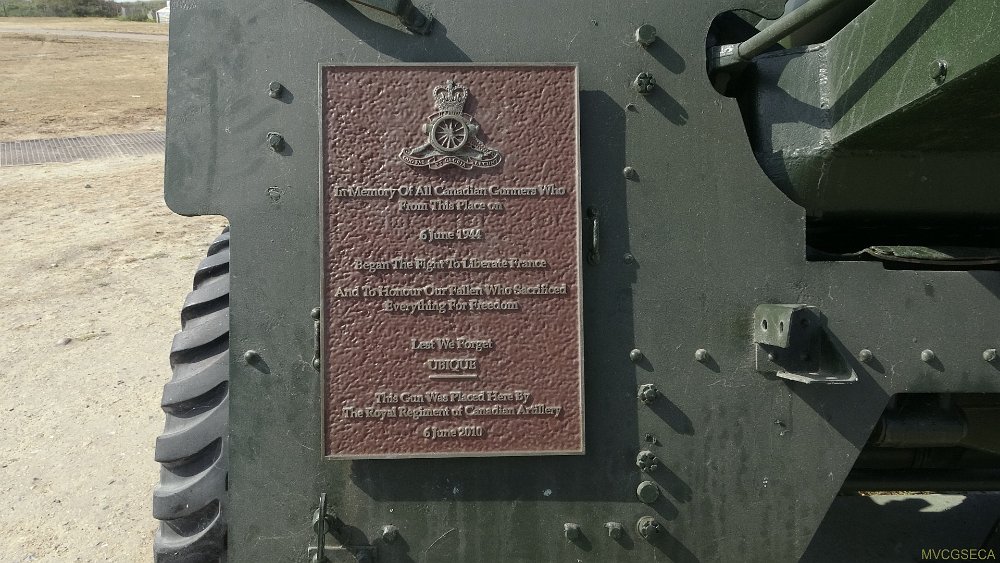 In Memory Of All Canadian Gunners Who
From This Place on
6 June 1944
Began The Fight To Liberate France
And To Honour Our Fallen Who Sacrificed
Everything For Freedom
Lest We Forget
UBIQUE
This Gun Was Placed Here By
The Royal Regiment of Canadian Artillery
6 June 2010
MVCGSECA